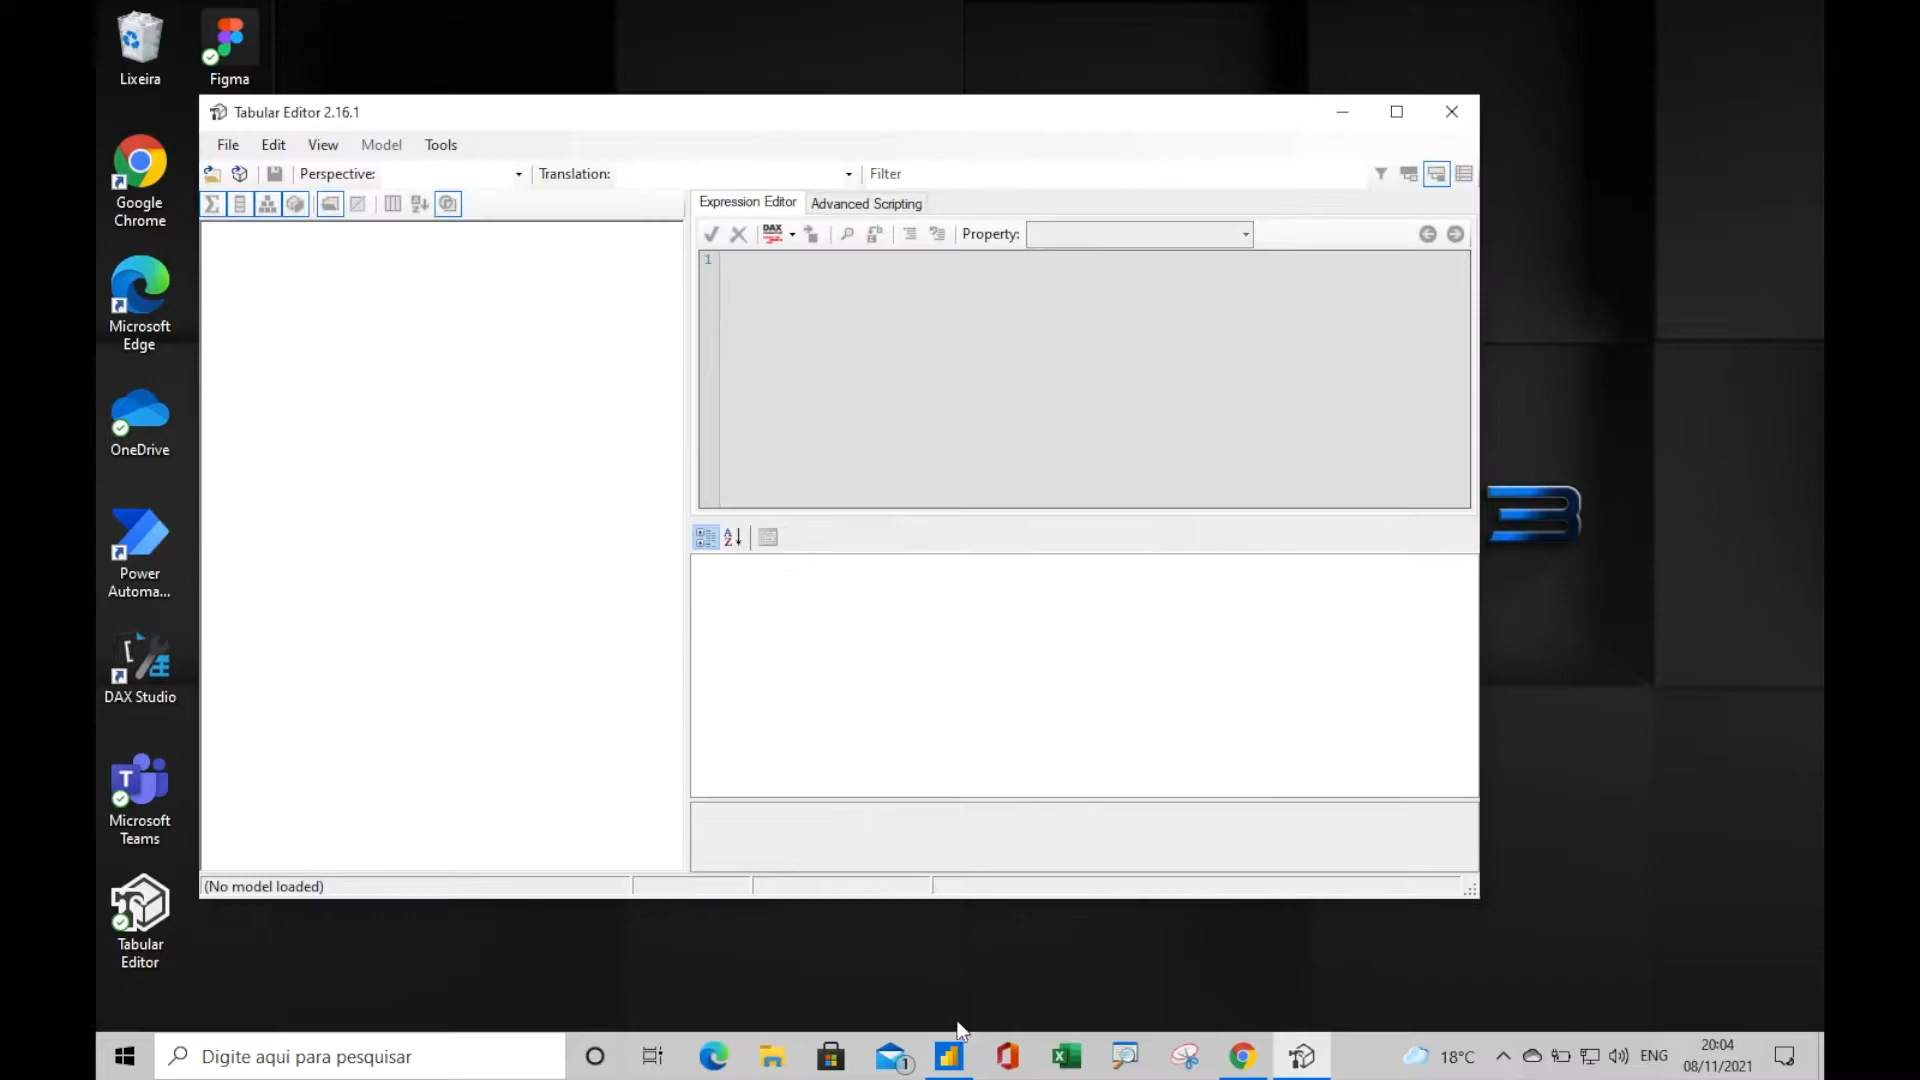 Lixeira
Figma
Google
Chrome
Microsoft
Edge
OneDrive
Power
Automa...
DAX Studio
Microsoft
Teams
Tabular
Editor
Tabular Editor 2.16.1
File Edit View Model Tools
Perspective: Translation: Filter
Expression Editor Advanced Scripting
DAX Property:
1
(No model loaded)
Digite aqui para pesquisar
1
18°C
ENG
20:04
08/11/2021